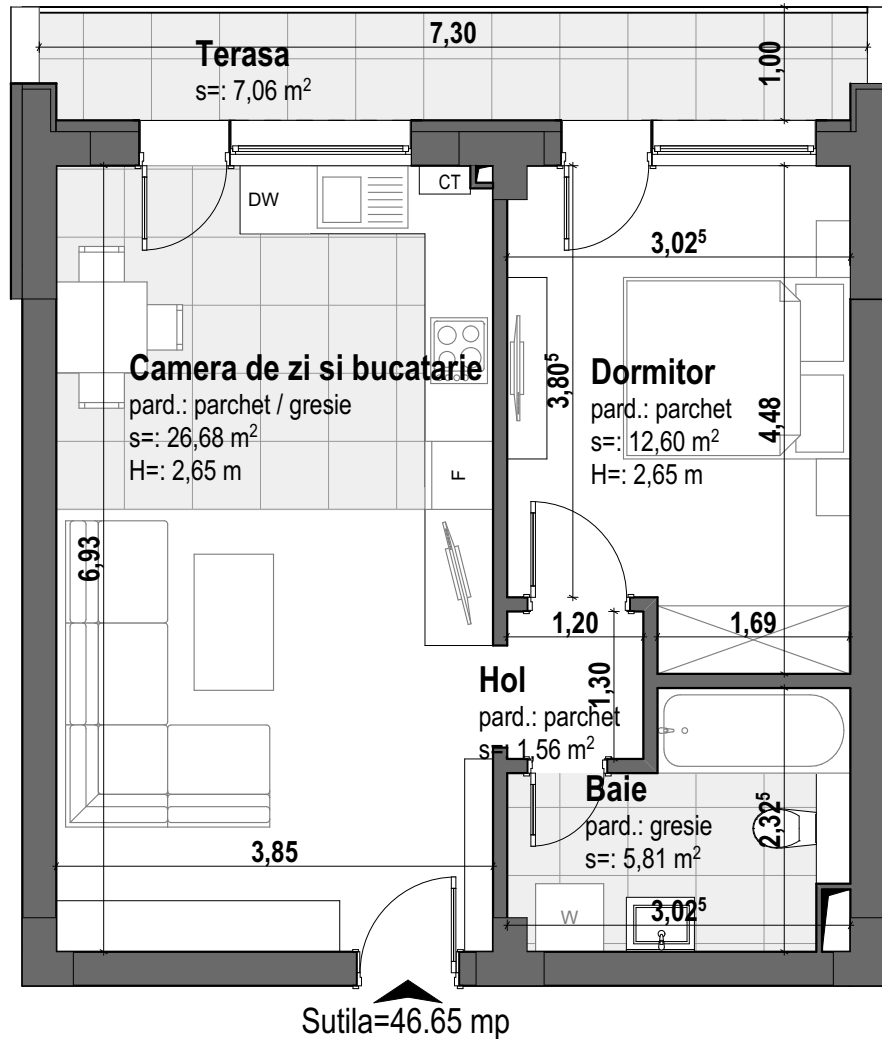 7,30
Terasa
s=: 7,06 m²
1,00
DW
CT
3,02⁵
Camera de zi si bucatarie
pard.: parchet / gresie
s=: 26,68 m²
H=: 2,65 m
3,80⁵
Dormitor
pard.: parchet
s=: 12,60 m²
H=: 2,65 m
4,48
F
6,93
1,20
1,69
Hol
pard.: parchet
s=: 1,56 m²
1,30
Baie
pard.: gresie
s=: 5,81 m²
2,32⁵
3,85
W
3,02⁵
Sutila=46.65 mp